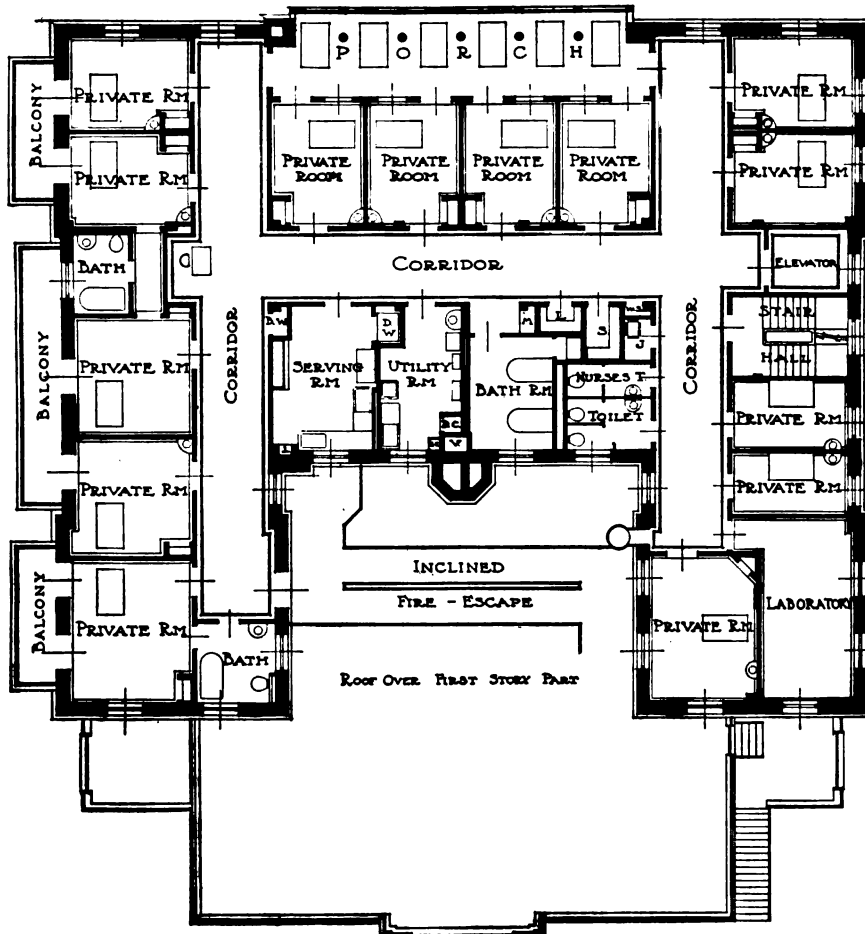 P O R C H
BALCONY
PRIVATE RM
PRIVATE RM
PRIVATE
ROOM
PRIVATE
ROOM
PRIVATE
ROOM
PRIVATE
ROOM
PRIVATE RM
PRIVATE RM
BATH
CORRIDOR
ELEVATOR
BALCONY
PRIVATE RM
CORRIDOR
D.W
SERVING
RM
D
W
UTILITY
RM
M
L
S
BATH RM
NURSES T.
TOILET
CORRIDOR
STAIR
HALL
PRIVATE RM
PRIVATE RM
PRIVATE RM
BALCONY
PRIVATE RM
BATH
INCLINED
FIRE - ESCAPE
ROOF OVER FIRST STORY PART
PRIVATE RM
LABORATORY